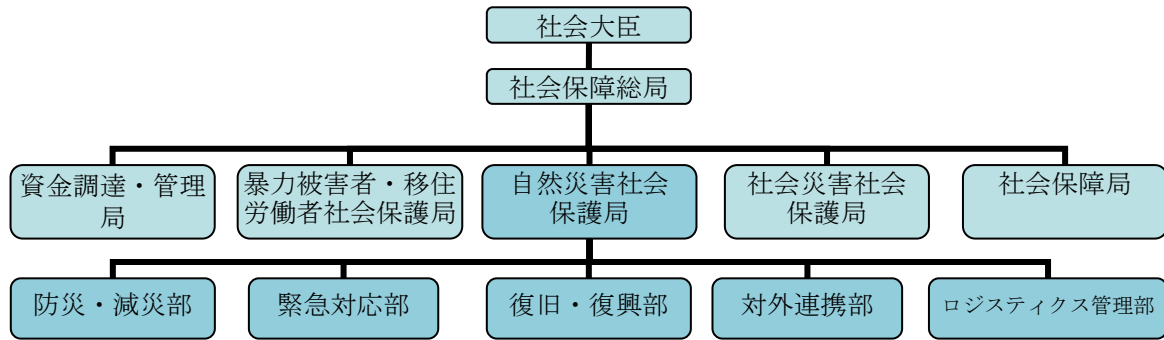 社会大臣
社会保障総局
資金調達・管理
局
暴力被害者・移住
労働者社会保護局
自然災害社会
保護局
社会災害社会
保護局
社会保障局
防災・減災部
緊急対応部
復旧・復興部
対外連携部
ロジスティクス管理部